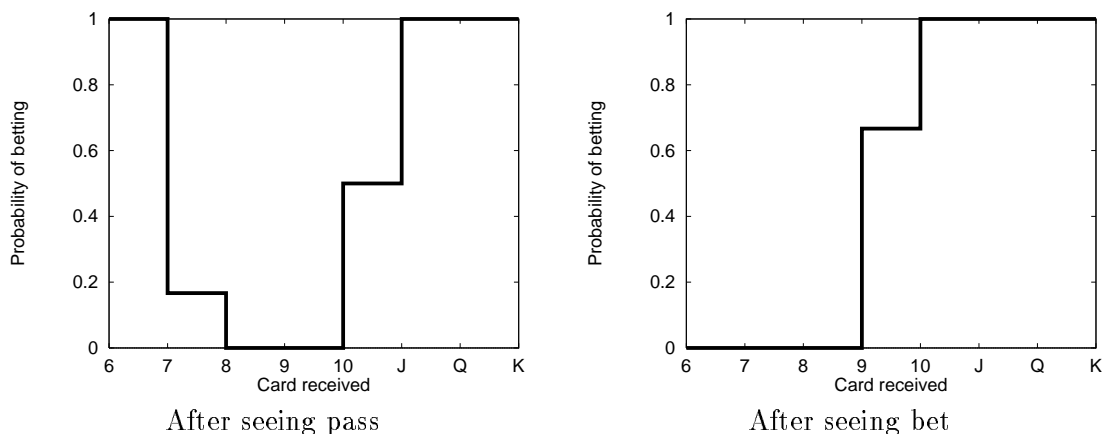 1
0.8
0.6
0.4
0.2
0
Probability of betting
6 7 8 9 10 J Q K
Card received
After seeing pass
1
0.8
0.6
0.4
0.2
0
Probability of betting
6 7 8 9 10 J Q K
Card received
After seeing bet